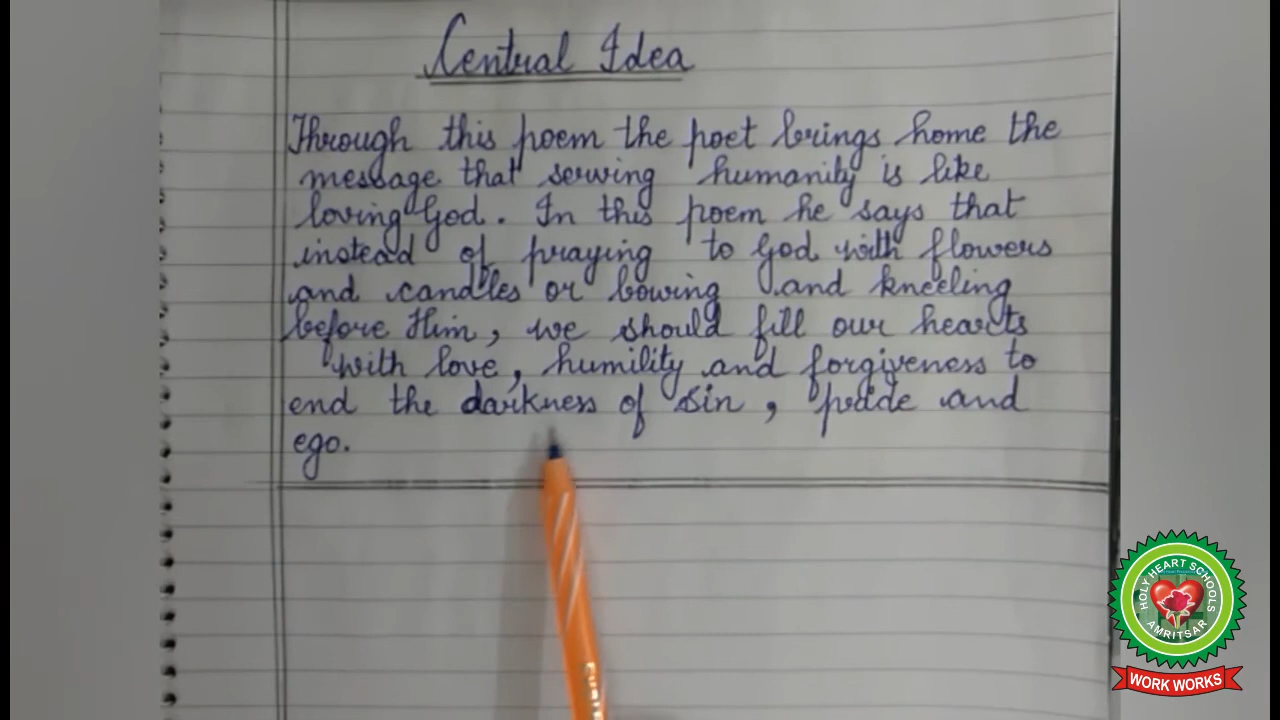 Central Idea
Through this poem the poet brings home the
message that serving humanity is like
loving God. In this poem he says that
instead of praying to God with flowers
and candles or bowing and kneeling
before Him, we should fill our hearts
with love, humility and forgiveness to
end the darkness of sin, pride and
ego.
HOLY HEART SCHOOLS
AMRITSAR
WORK WORKS